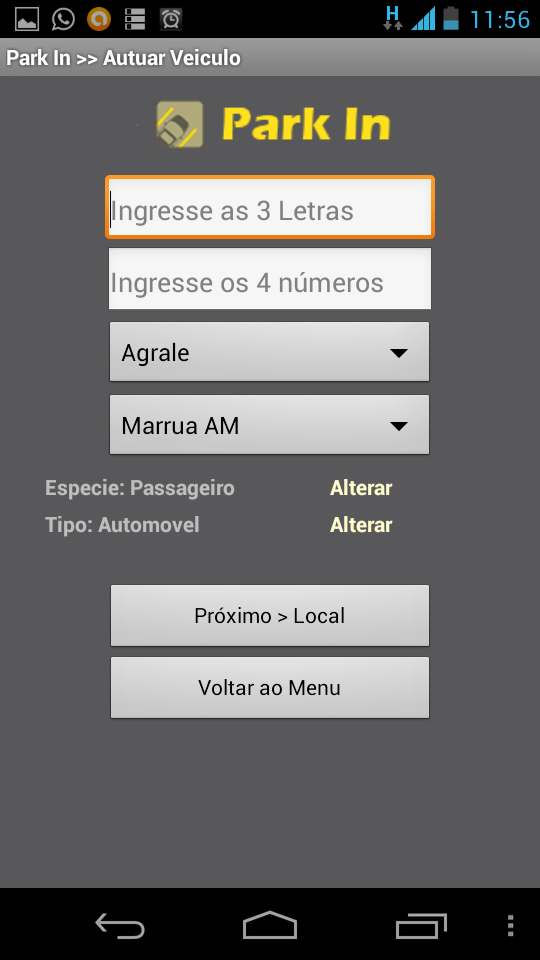 H
11:56
Park In >> Autuar Veiculo
Park In
Ingresse as 3 Letras
Ingresse os 4 números
Agrale
Marrua AM
Especie: Passageiro Alterar
Tipo: Automovel Alterar
Próximo > Local
Voltar ao Menu